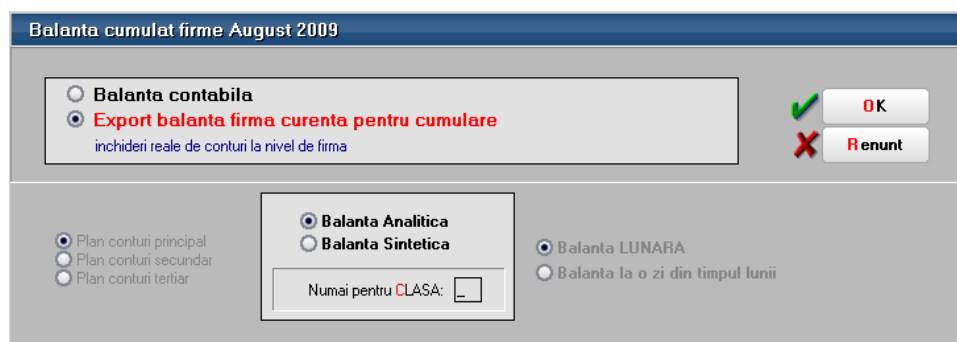 Balanta cumulat firme August 2009
Balanta contabila
Export balanta firma curenta pentru cumulare
inchideri reale de conturi la nivel de firma
OK
Renunt
Plan conturi principal
Plan conturi secundar
Plan conturi tertiar
Balanta Analitica
Balanta Sintetica
Numai pentru CLASA: _
Balanta LUNARA
Balanta la o zi din timpul lunii